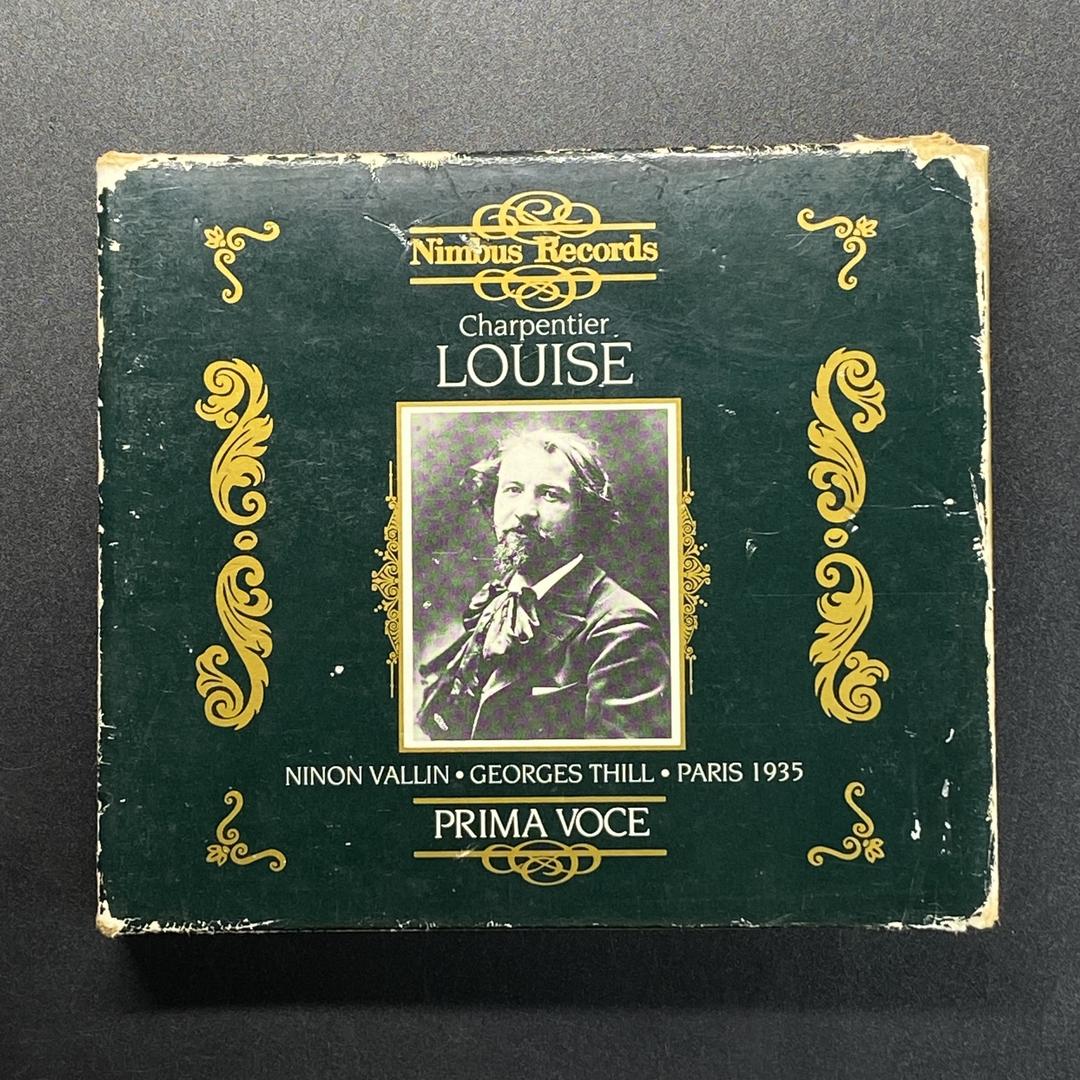 Nimbus Records
Charpentier
LOUISE
NINON VALLIN • GEORGES THILL • PARIS 1935
PRIMA VOCE